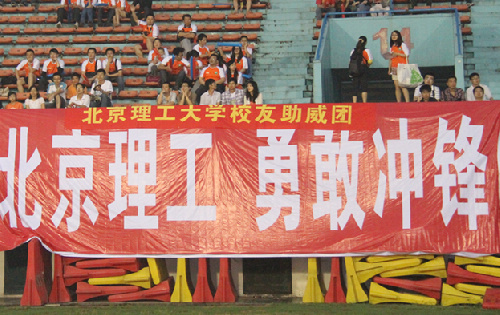 北京理工大学校友助威团
北京理工 勇敢冲锋!